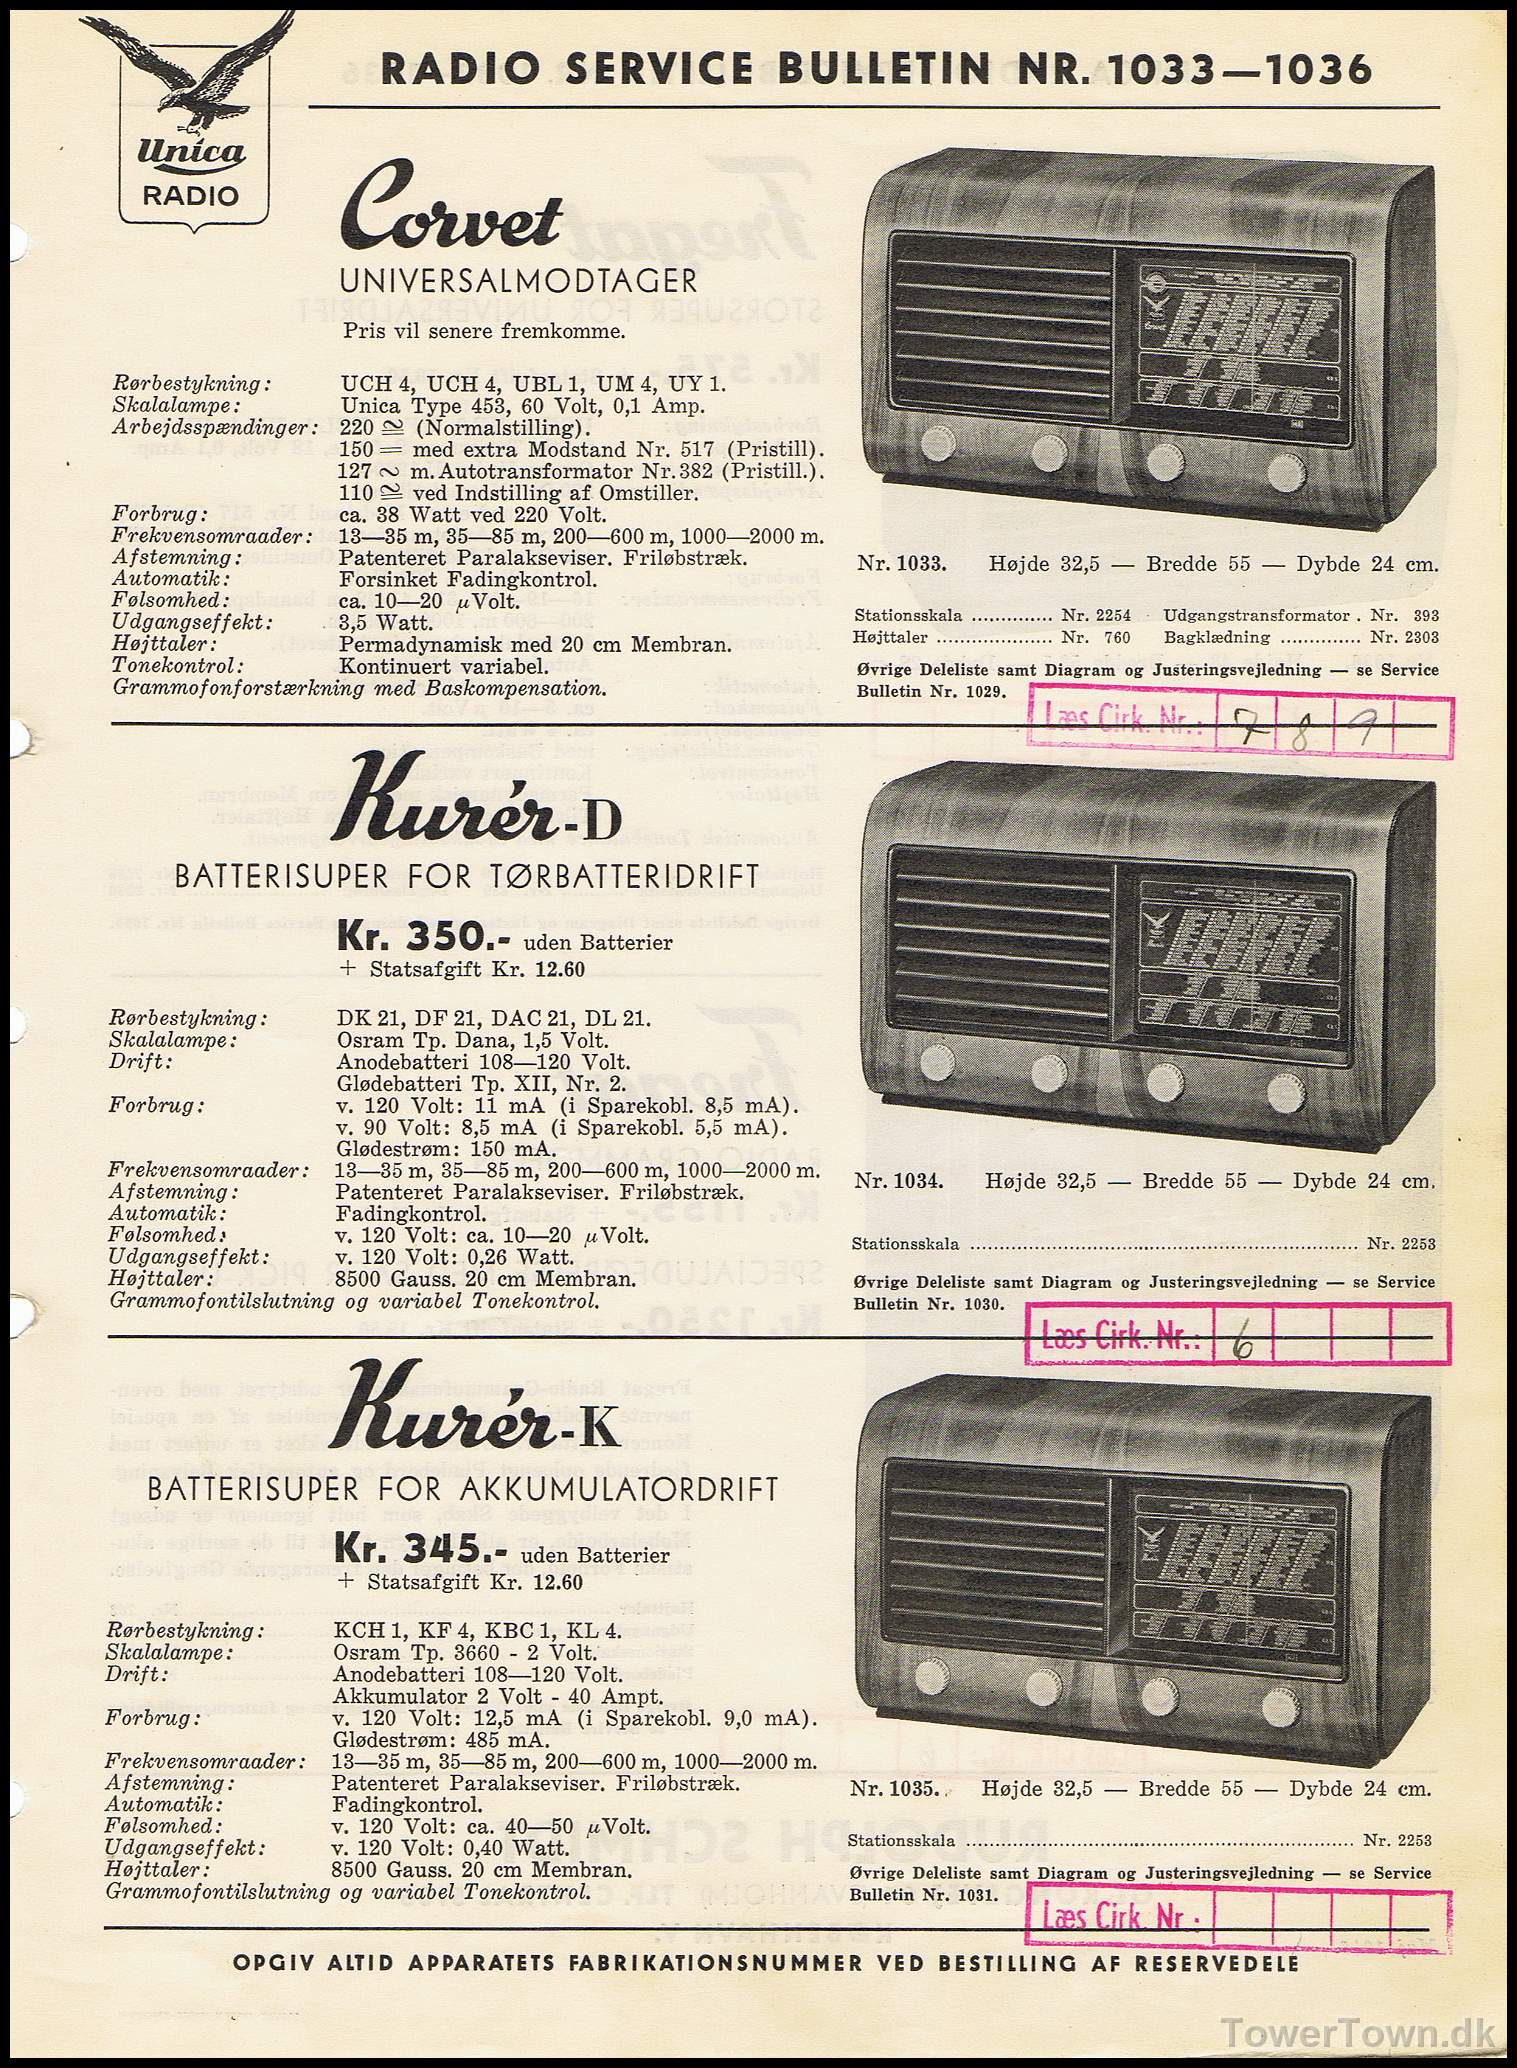 RADIO SERVICE BULLETIN NR. 1033—1036
Unica
RADIO
Corvet
UNIVERSALMODTAGER
Pris vil senere fremkomme.
Rørbestykning: UCH 4, UCH 4, UBL 1, UM 4, UY 1.
Skalalampe: Unica Type 453, 60 Volt, 0,1 Amp.
Arbejdsspændinger: 220 ≅ (Normalstilling).
150 = med extra Modstand Nr. 517 (Pristill).
127 ~ m. Autotransformator Nr. 382 (Pristill.).
110 ≅ ved Indstilling af Omstiller.
Forbrug: ca. 38 Watt ved 220 Volt.
Frekvensomraader: 13—35 m, 35—85 m, 200—600 m, 1000—2000 m.
Afstemning: Patenteret Paralakseviser. Friløbstræk.
Automatik: Forsinket Fadingkontrol.
Følsomhed: ca. 10—20 μVolt.
Udgangseffekt: 3,5 Watt.
Højttaler: Permadynamisk med 20 cm Membran.
Tonekontrol: Kontinuert variabel.
Grammofonforstærkning med Baskompensation.
Nr. 1033. Højde 32,5 — Bredde 55 — Dybde 24 cm.
Stationsskala .............. Nr. 2254 Udgangstransformator . Nr. 393
Højttaler .................... Nr. 760 Bagklædning .............. Nr. 2303
Øvrige Deleliste samt Diagram og Justeringsvejledning — se Service
Bulletin Nr. 1029.
Læs Cirk. Nr.: 7 8 9
Kurér-D
BATTERISUPER FOR TØRBATTERIDRIFT
Kr. 350.- uden Batterier
+ Statsafgift Kr. 12.60
Rørbestykning: DK 21, DF 21, DAC 21, DL 21.
Skalalampe: Osram Tp. Dana, 1,5 Volt.
Drift: Anodebatteri 108—120 Volt.
Glødebatteri Tp. XII, Nr. 2.
Forbrug: v. 120 Volt: 11 mA (i Sparekobl. 8,5 mA).
v. 90 Volt: 8,5 mA (i Sparekobl. 5,5 mA).
Glødestrøm: 150 mA.
Frekvensomraader: 13—35 m, 35—85 m, 200—600 m, 1000—2000 m.
Afstemning: Patenteret Paralakseviser. Friløbstræk.
Automatik: Fadingkontrol.
Følsomhed: v. 120 Volt: ca. 10—20 μVolt.
Udgangseffekt: v. 120 Volt: 0,26 Watt.
Højttaler: 8500 Gauss. 20 cm Membran.
Grammofontilslutning og variabel Tonekontrol.
Nr. 1034. Højde 32,5 — Bredde 55 — Dybde 24 cm.
Stationsskala .................................................................. Nr. 2253
Øvrige Deleliste samt Diagram og Justeringsvejledning — se Service
Bulletin Nr. 1030.
Læs Cirk. Nr.: 6
Kurér-K
BATTERISUPER FOR AKKUMULATORDRIFT
Kr. 345.- uden Batterier
+ Statsafgift Kr. 12.60
Rørbestykning: KCH 1, KF 4, KBC 1, KL 4.
Skalalampe: Osram Tp. 3660 - 2 Volt.
Drift: Anodebatteri 108—120 Volt.
Akkumulator 2 Volt - 40 Ampt.
Forbrug: v. 120 Volt: 12,5 mA (i Sparekobl. 9,0 mA).
Glødestrøm: 485 mA.
Frekvensomraader: 13—35 m, 35—85 m, 200—600 m, 1000—2000 m.
Afstemning: Patenteret Paralakseviser. Friløbstræk.
Automatik: Fadingkontrol.
Følsomhed: v. 120 Volt: ca. 40—50 μVolt.
Udgangseffekt: v. 120 Volt: 0,40 Watt.
Højttaler: 8500 Gauss. 20 cm Membran.
Grammofontilslutning og variabel Tonekontrol.
Nr. 1035. Højde 32,5 — Bredde 55 — Dybde 24 cm.
Stationsskala .................................................................. Nr. 2253
Øvrige Deleliste samt Diagram og Justeringsvejledning — se Service
Bulletin Nr. 1031.
Læs Cirk. Nr.:
OPGIV ALTID APPARATETS FABRIKATIONSNUMMER VED BESTILLING AF RESERVEDELE
TowerTown.dk